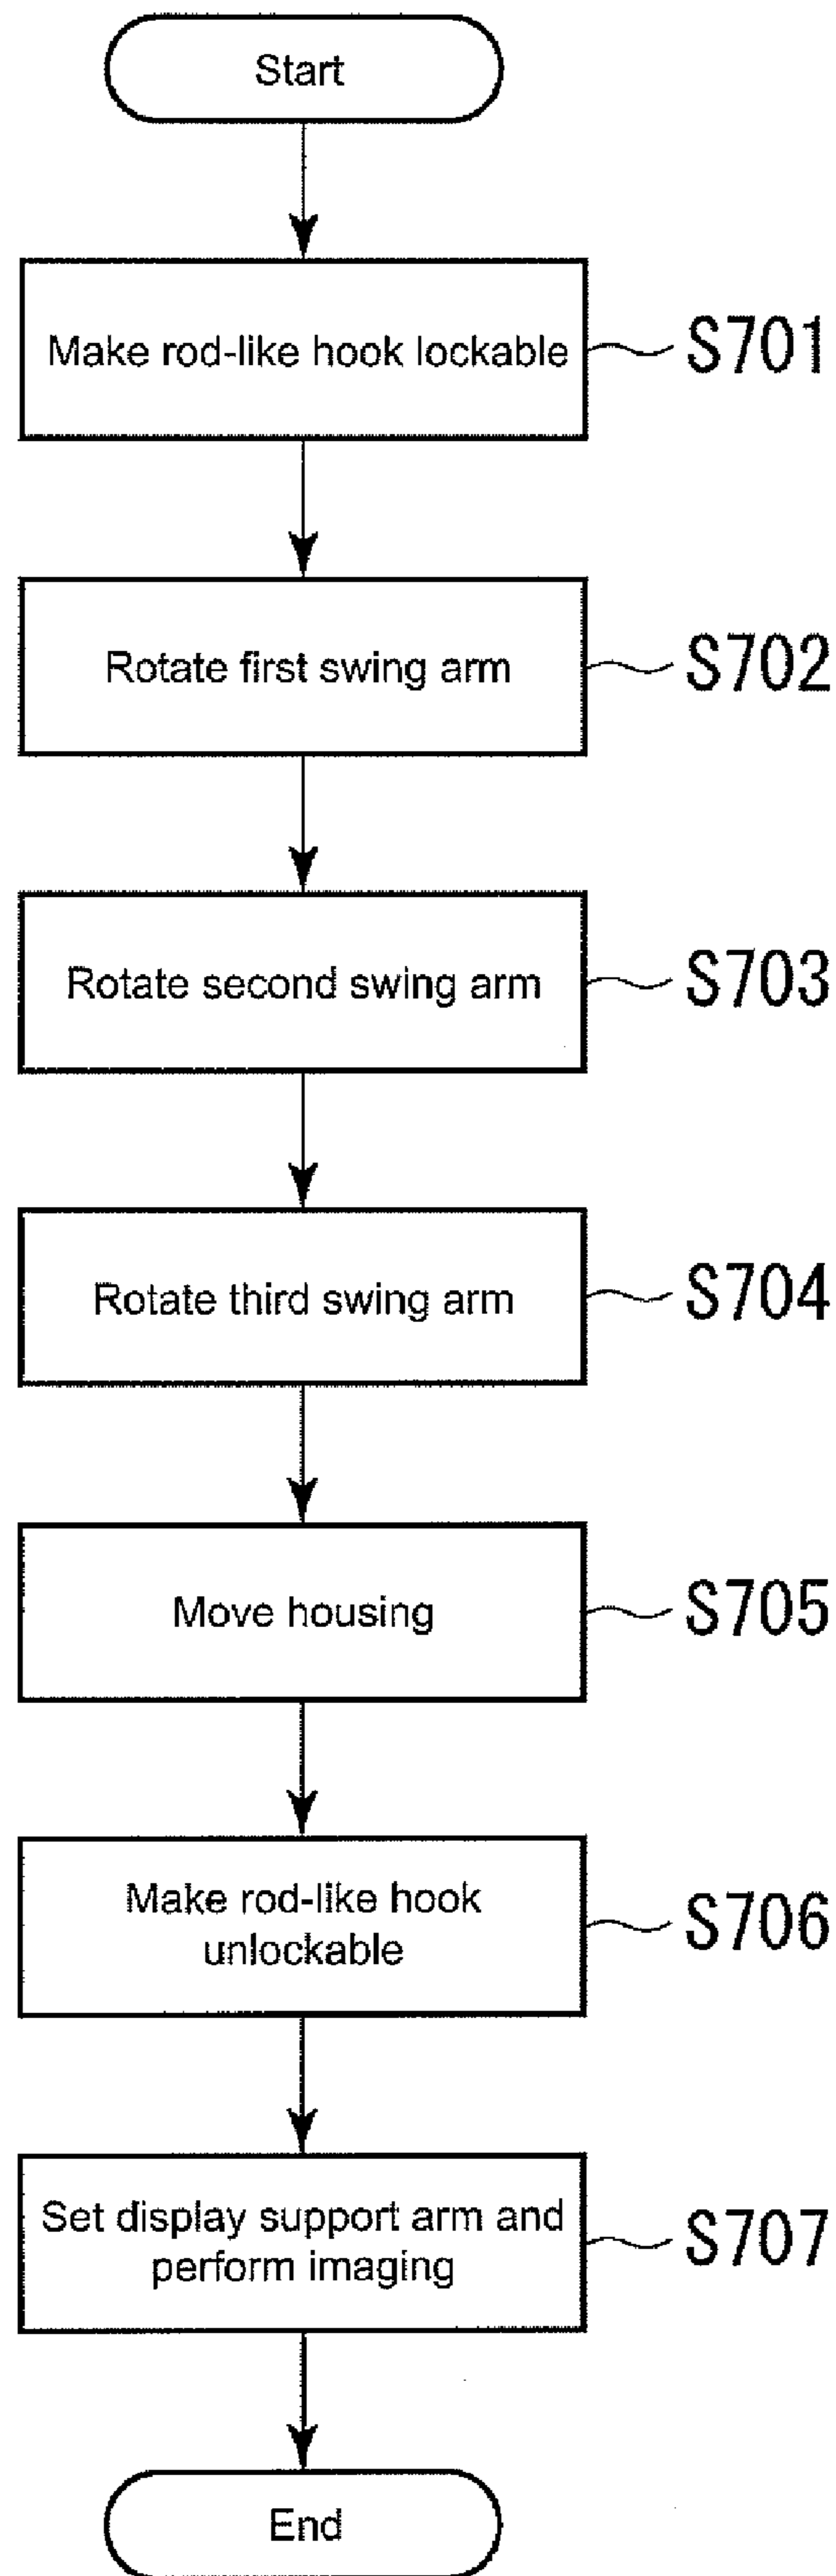 Start
Make rod-like hook lockable
S701
Rotate first swing arm
S702
Rotate second swing arm
S703
Rotate third swing arm
S704
Move housing
S705
Make rod-like hook
unlockable
S706
Set display support arm and
perform imaging
S707
End